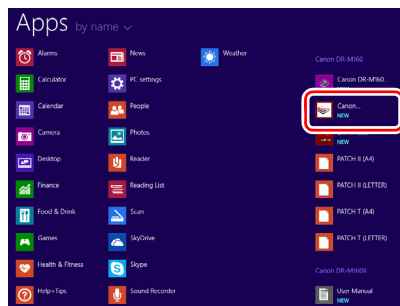 Apps by name
Alarms
Calculator
Calendar
Camera
Desktop
Finance
Food & Drink
Games
Health & Fitness
Help+Tips
News
PC settings
People
Photos
Reader
Reading List
Scan
SkyDrive
Skype
Sound Recorder
Weather
Canon DR-M160
Canon DR-M160...
NEW
Canon...
NEW
NEW
PATCH II (A4)
PATCH II (LETTER)
PATCH T (A4)
PATCH T (LETTER)
Canon DR-M160II
User Manual
NEW